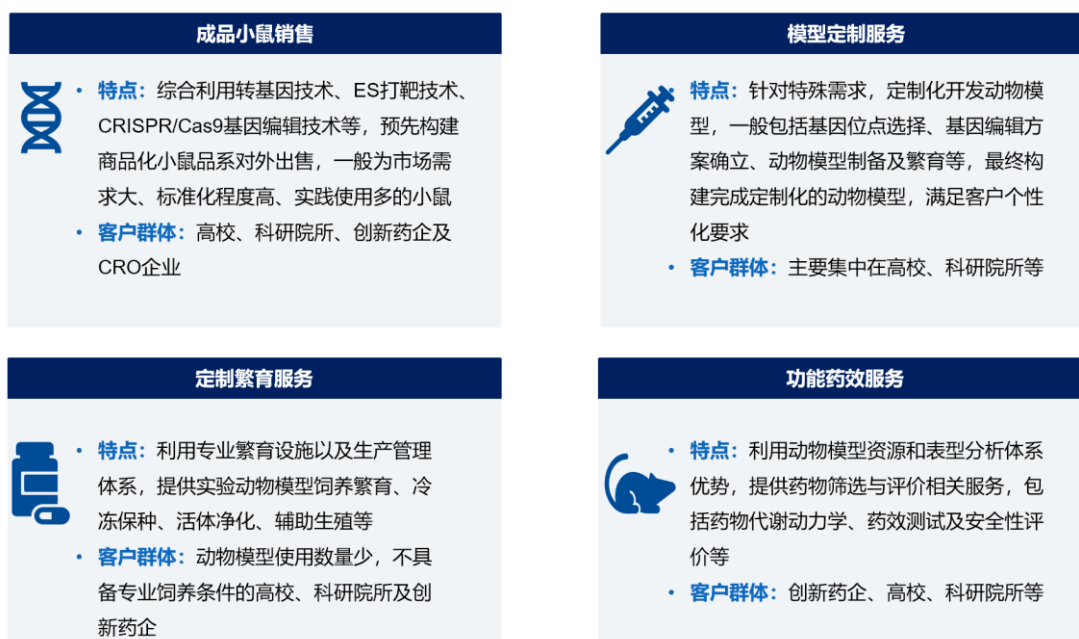 成品小鼠销售
• 特点：综合利用转基因技术、ES打靶技术、
CRISPR/Cas9基因编辑技术等，预先构建
商品化小鼠品系对外出售，一般为市场需
求大、标准化程度高、实践使用多的小鼠
• 客户群体：高校、科研院所、创新药企及
CRO企业
模型定制服务
• 特点：针对特殊需求，定制化开发动物模
型，一般包括基因位点选择、基因编辑方
案确立、动物模型制备及繁育等，最终构
建完成定制化的动物模型，满足客户个性
化要求
• 客户群体：主要集中在高校、科研院所等
定制繁育服务
• 特点：利用专业繁育设施以及生产管理
体系，提供实验动物模型饲养繁育、冷
冻保种、活体净化、辅助生殖等
• 客户群体：动物模型使用数量少，不具
备专业饲养条件的高校、科研院所及创
新药企
功能药效服务
• 特点：利用动物模型资源和表型分析体系
优势，提供药物筛选与评价相关服务，包
括药物代谢动力学、药效测试及安全性评
价等
• 客户群体：创新药企、高校、科研院所等